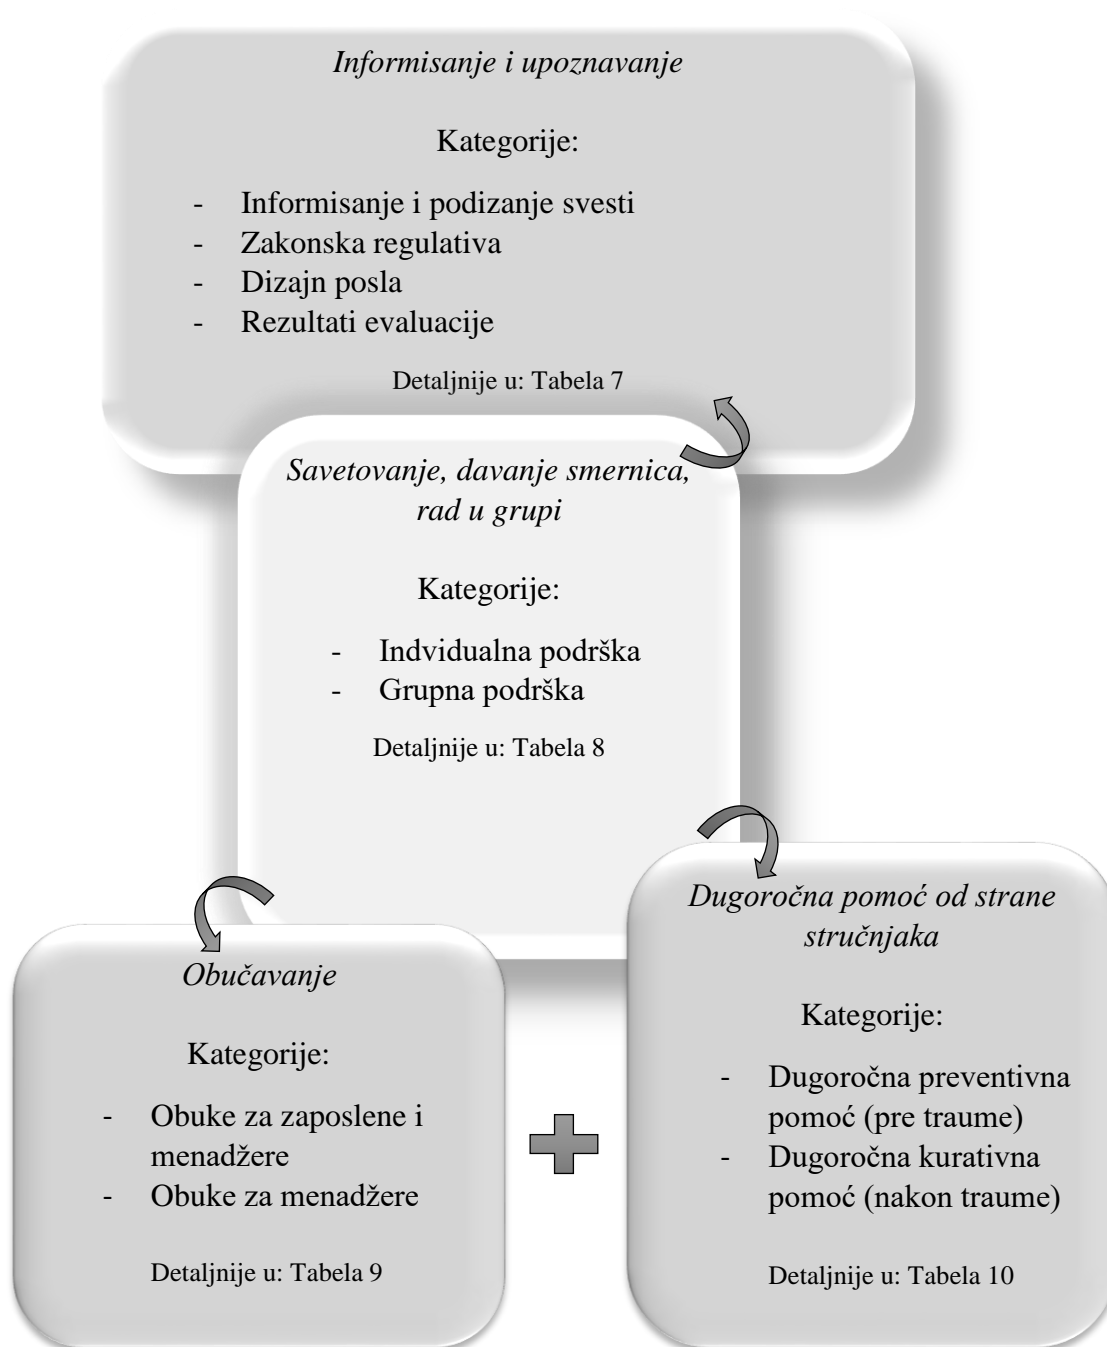 Informisanje i upoznavanje
Kategorije:
- Informisanje i podizanje svesti
- Zakonska regulativa
- Dizajn posla
- Rezultati evaluacije
Detaljnije u: Tabela 7
Savetovanje, davanje smernica,
rad u grupi
Kategorije:
- Indvidualna podrška
- Grupna podrška
Detaljnije u: Tabela 8
Obučavanje
Kategorije:
- Obuke za zaposlene i
menadžere
- Obuke za menadžere
Detaljnije u: Tabela 9
Dugoročna pomoć od strane
stručnjaka
Kategorije:
- Dugoročna preventivna
pomoć (pre traume)
- Dugoročna kurativna
pomoć (nakon traume)
Detaljnije u: Tabela 10